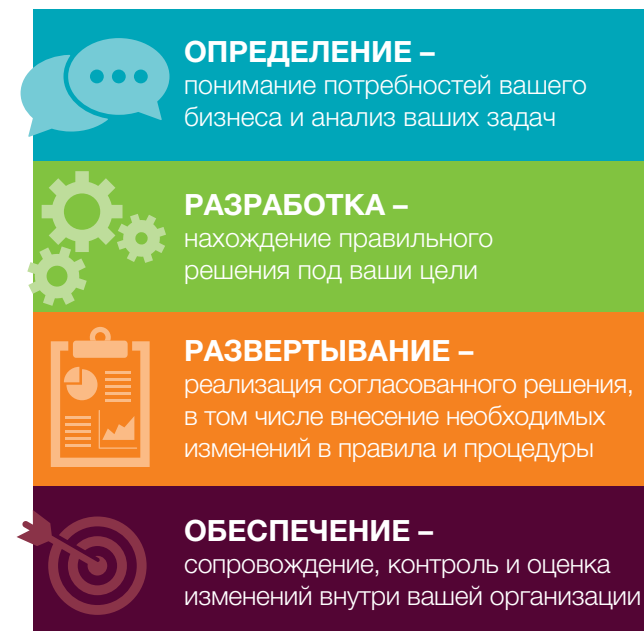 ОПРЕДЕЛЕНИЕ –
понимание потребностей вашего
бизнеса и анализ ваших задач
РАЗРАБОТКА –
нахождение правильного
решения под ваши цели
РАЗВЕРТЫВАНИЕ –
реализация согласованного решения,
в том числе внесение необходимых
изменений в правила и процедуры
ОБЕСПЕЧЕНИЕ –
сопровождение, контроль и оценка
изменений внутри вашей организации